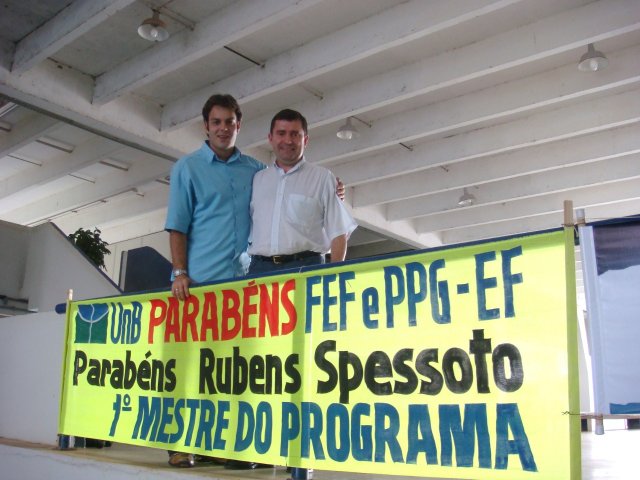 UnB PARABÉNS FEF e PPG-EF
Parabéns Rubens Spessoto
1º MESTRE DO PROGRAMA